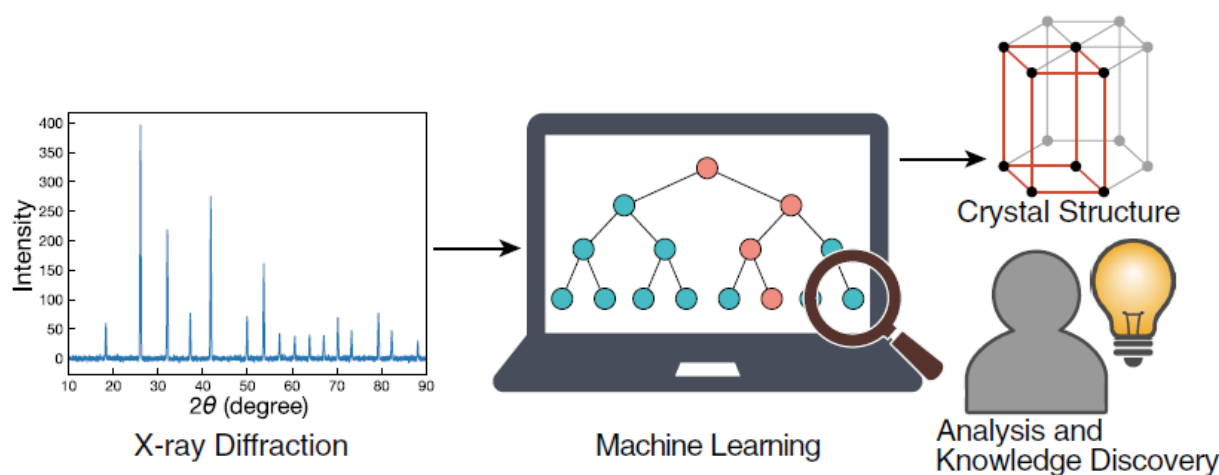 400
350
300
250
200
150
100
50
0
Intensity
10 20 30 40 50 60 70 80 90
2θ (degree)
X-ray Diffraction
Machine Learning
Crystal Structure
Analysis and
Knowledge Discovery